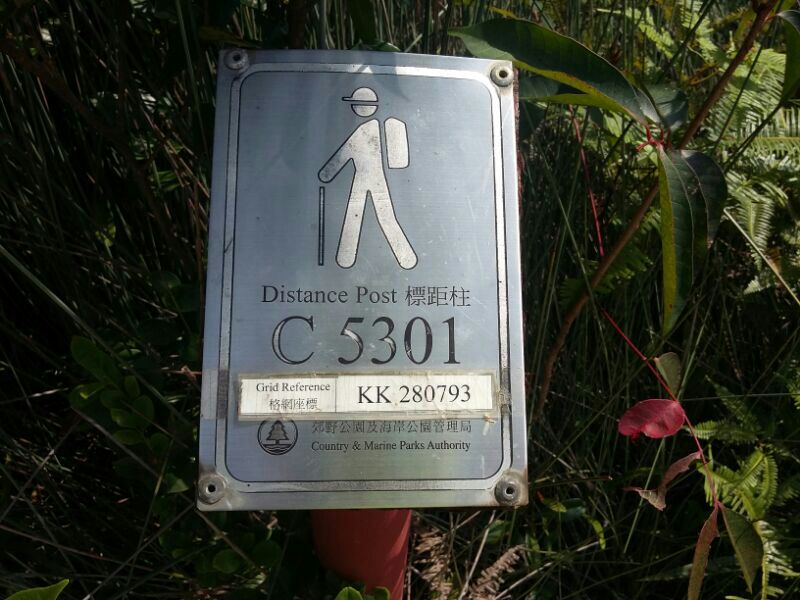 Distance Post 標距柱
C 5301
Grid Reference
格網座標
KK 280793
郊野公園及海岸公園管理局
Country & Marine Parks Authority